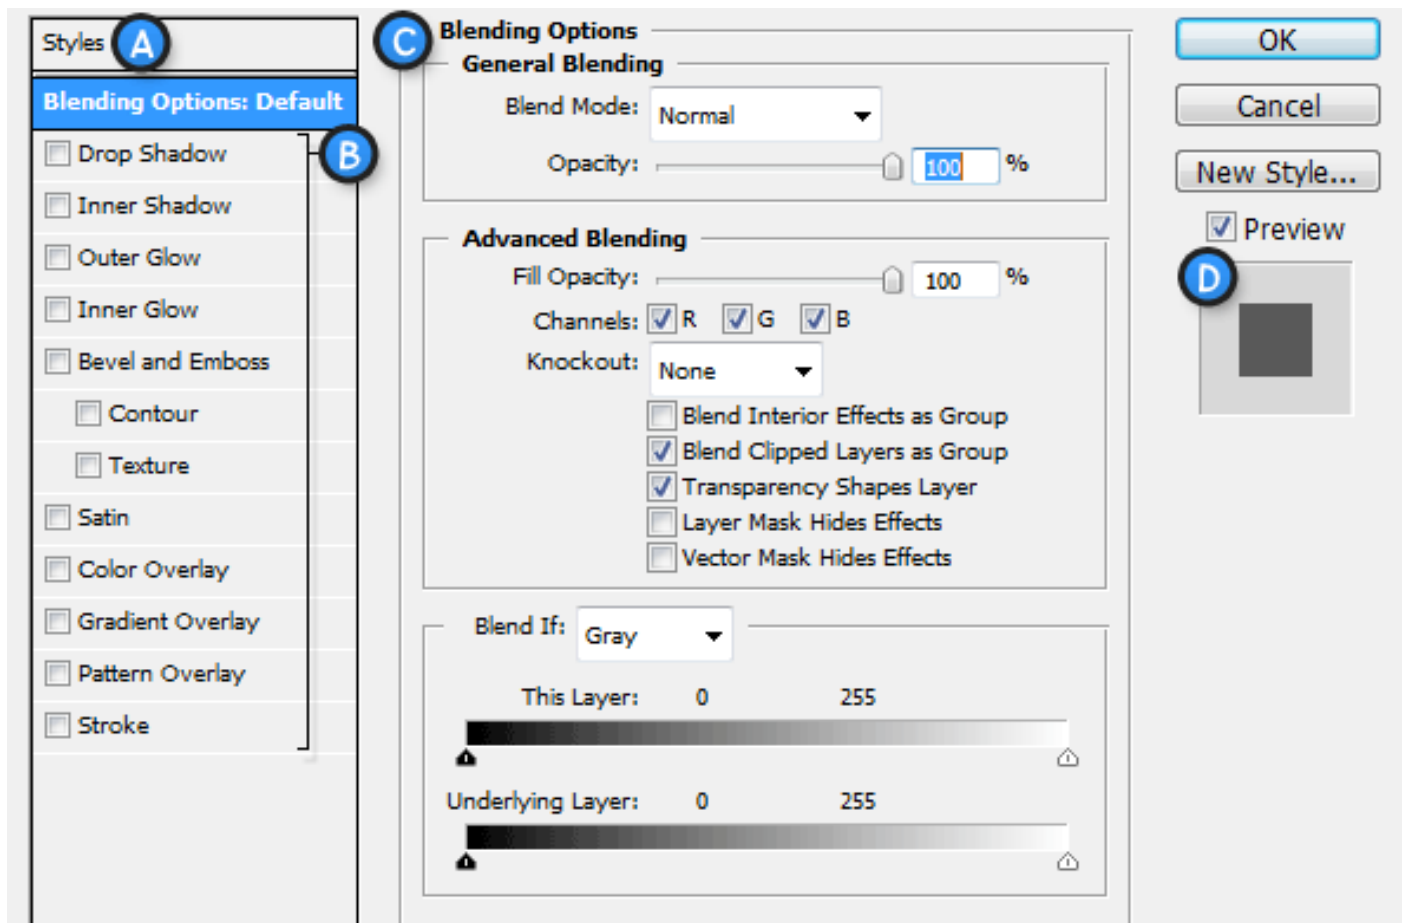 Styles A
Blending Options: Default
Drop Shadow
B
Inner Shadow
Outer Glow
Inner Glow
Bevel and Emboss
Contour
Texture
Satin
Color Overlay
Gradient Overlay
Pattern Overlay
Stroke
C Blending Options
General Blending
Blend Mode: Normal
Opacity: 100 %
Advanced Blending
Fill Opacity: 100 %
Channels: R G B
Knockout: None
Blend Interior Effects as Group
Blend Clipped Layers as Group
Transparency Shapes Layer
Layer Mask Hides Effects
Vector Mask Hides Effects
Blend If: Gray
This Layer: 0 255
Underlying Layer: 0 255
OK
Cancel
New Style...
Preview
D